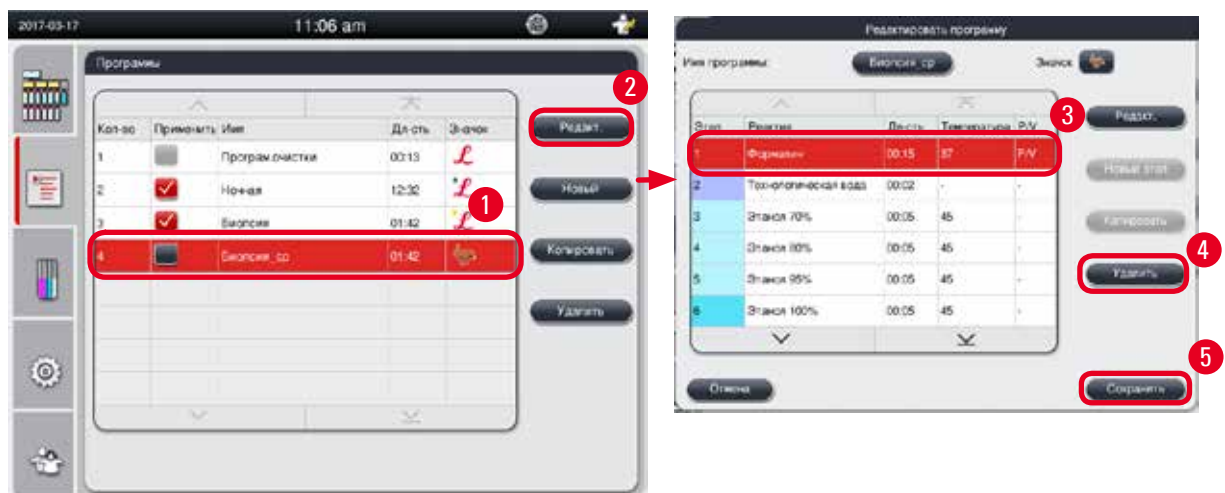 2017-03-17 11:06 am
Программы
Кол-во Применить Имя Дл-сть Значок
1 Програм.очистки 00:13
2 Ночная 12:32
3 Биопсия 01:42
4 Биопсия_ср 01:42
Редакт.
Новый
Копировать
Удалить
1
2
Редактировать программу
Имя программы: Биопсия_ср Значок
Этап Реактив Дл-сть Температура P/V
1 Формалин 00:15 37 P/V
2 Технологическая вода 00:02 - -
3 Этанол 70% 00:05 45 -
4 Этанол 80% 00:05 45 -
5 Этанол 95% 00:05 45 -
6 Этанол 100% 00:05 45 -
3
Редакт.
Новый этап
Копировать
4
Удалить
5
Отмена Сохранить